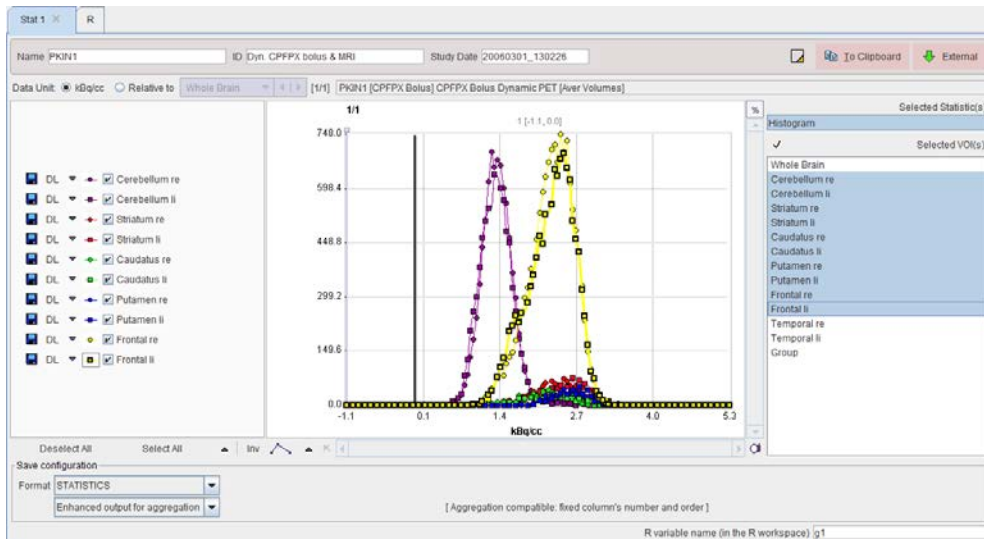 Stat 1 R
Name PKIN1 ID Dyn. CPFPX bolus & MRI Study Date 20060301_130226 To Clipboard External
Data Unit: kBq/cc Relative to Whole Brain [1/1] PKIN1 [CPFPX Bolus] CPFPX Bolus Dynamic PET [Aver Volumes]
1/1
1 [-1.1, 0.0]
%
748.0
598.4
448.8
299.2
149.6
0.0
-1.1 0.1 1.4 2.7 4.0 5.3
kBq/cc
DL Cerebellum re
DL Cerebellum li
DL Striatum re
DL Striatum li
DL Caudatus re
DL Caudatus li
DL Putamen re
DL Putamen li
DL Frontal re
DL Frontal li
Selected Statistic(s)
Histogram
Selected VOI(s)
Whole Brain
Cerebellum re
Cerebellum li
Striatum re
Striatum li
Caudatus re
Caudatus li
Putamen re
Putamen li
Frontal re
Frontal li
Temporal re
Temporal li
Group
Deselect All Select All Inv
Save configuration
Format STATISTICS
Enhanced output for aggregation [ Aggregation compatible: fixed column's number and order ]
R variable name (in the R workspace) g1